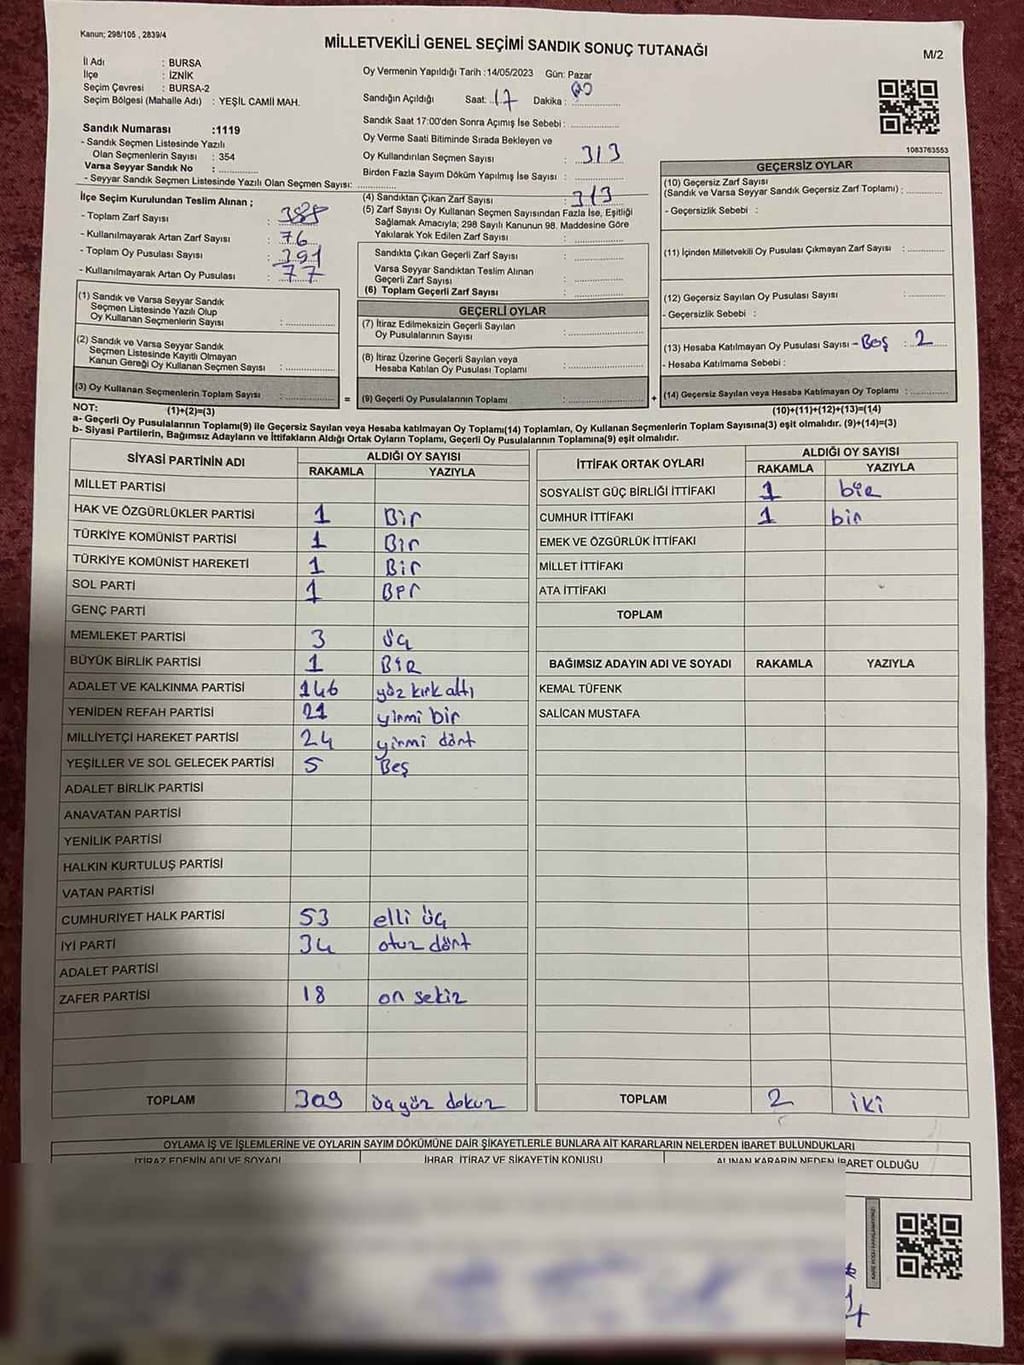 Kanun; 298/105 , 2839/4
MİLLETVEKİLİ GENEL SEÇİMİ SANDIK SONUÇ TUTANAĞI
M/2
İl Adı : BURSA
İlçe : İZNİK
Seçim Çevresi : BURSA-2
Seçim Bölgesi (Mahalle Adı) : YEŞİL CAMİİ MAH.
Sandık Numarası :1119
- Sandık Seçmen Listesinde Yazılı
Olan Seçmenlerin Sayısı : 354
Varsa Seyyar Sandık No :
- Seyyar Sandık Seçmen Listesinde Yazılı Olan Seçmen Sayısı:
Oy Vermenin Yapıldığı Tarih :14/05/2023 Gün: Pazar
Sandığın Açıldığı Saat: 17 Dakika : 00
Sandık Saat 17:00'den Sonra Açımış İse Sebebi :
Oy Verme Saati Bitiminde Sırada Bekleyen ve
Oy Kullandırılan Seçmen Sayısı : 313
Birden Fazla Sayım Döküm Yapılmış İse Sayısı :
1083763553
İlçe Seçim Kurulundan Teslim Alınan ;
- Toplam Zarf Sayısı : 388
- Kullanılmayarak Artan Zarf Sayısı : 76
- Toplam Oy Pusulası Sayısı : 391
- Kullanılmayarak Artan Oy Pusulası : 77
(1) Sandık ve Varsa Seyyar Sandık
Seçmen Listesinde Yazılı Olup
Oy Kullanan Seçmenlerin Sayısı :
(2) Sandık ve Varsa Seyyar Sandık
Seçmen Listesinde Kayıtlı Olmayan
Kanun Gereği Oy Kullanan Seçmen Sayısı :
(3) Oy Kullanan Seçmenlerin Toplam Sayısı :
(4) Sandıktan Çıkan Zarf Sayısı : 313
(5) Zarf Sayısı Oy Kullanan Seçmen Sayısından Fazla İse, Eşitliği
Sağlamak Amacıyla; 298 Sayılı Kanunun 98. Maddesine Göre
Yakılarak Yok Edilen Zarf Sayısı :
Sandıkta Çıkan Geçerli Zarf Sayısı :
Varsa Seyyar Sandıktan Teslim Alınan
Geçerli Zarf Sayısı :
(6) Toplam Geçerli Zarf Sayısı :
GEÇERLİ OYLAR
(7) İtiraz Edilmeksizin Geçerli Sayılan
Oy Pusulalarının Sayısı :
(8) İtiraz Üzerine Geçerli Sayılan veya
Hesaba Katılan Oy Pusulası Toplamı :
= (9) Geçerli Oy Pusulalarının Toplamı :
GEÇERSİZ OYLAR
(10) Geçersiz Zarf Sayısı
(Sandık ve Varsa Seyyar Sandık Geçersiz Zarf Toplamı) :
- Geçersizlik Sebebi :
(11) İçinden Milletvekili Oy Pusulası Çıkmayan Zarf Sayısı :
(12) Geçersiz Sayılan Oy Pusulası Sayısı :
- Geçersizlik Sebebi :
(13) Hesaba Katılmayan Oy Pusulası Sayısı - Boş : 2
- Hesaba Katılmama Sebebi :
+ (14) Geçersiz Sayılan veya Hesaba Katılmayan Oy Toplamı :
NOT: (1)+(2)=(3)
(10)+(11)+(12)+(13)=(14)
a- Geçerli Oy Pusulalarının Toplamı(9) ile Geçersiz Sayılan veya Hesaba katılmayan Oy Toplamı(14) Toplamları, Oy Kullanan Seçmenlerin Toplam Sayısına(3) eşit olmalıdır. (9)+(14)=(3)
b- Siyasi Partilerin, Bağımsız Adayların ve İttifakların Aldığı Ortak Oyların Toplamı, Geçerli Oy Pusulalarının Toplamına(9) eşit olmalıdır.
SİYASİ PARTİNİN ADI
ALDIĞI OY SAYISI
RAKAMLA YAZIYLA
MİLLET PARTİSİ
HAK VE ÖZGÜRLÜKLER PARTİSİ 1 Bir
TÜRKİYE KOMÜNİST PARTİSİ 1 Bir
TÜRKİYE KOMÜNİST HAREKETİ 1 Bir
SOL PARTİ 1 Bir
GENÇ PARTİ
MEMLEKET PARTİSİ 3 üç
BÜYÜK BİRLİK PARTİSİ 1 Bir
ADALET VE KALKINMA PARTİSİ 146 yüz kırk altı
YENİDEN REFAH PARTİSİ 21 yirmi bir
MİLLİYETÇİ HAREKET PARTİSİ 24 yirmi dört
YEŞİLLER VE SOL GELECEK PARTİSİ 5 Beş
ADALET BİRLİK PARTİSİ
ANAVATAN PARTİSİ
YENİLİK PARTİSİ
HALKIN KURTULUŞ PARTİSİ
VATAN PARTİSİ
CUMHURİYET HALK PARTİSİ 53 elli üç
İYİ PARTİ 34 otuz dört
ADALET PARTİSİ
ZAFER PARTİSİ 18 on sekiz
TOPLAM 309 üçyüz dokuz
İTTİFAK ORTAK OYLARI
ALDIĞI OY SAYISI
RAKAMLA YAZIYLA
SOSYALİST GÜÇ BİRLİĞİ İTTİFAKI 1 bir
CUMHUR İTTİFAKI 1 bir
EMEK VE ÖZGÜRLÜK İTTİFAKI
MİLLET İTTİFAKI
ATA İTTİFAKI
TOPLAM
BAĞIMSIZ ADAYIN ADI VE SOYADI RAKAMLA YAZIYLA
KEMAL TÜFENK
SALİCAN MUSTAFA
TOPLAM 2 iki
OYLAMA İŞ VE İŞLEMLERİNE VE OYLARIN SAYIM DÖKÜMÜNE DAİR ŞİKAYETLERLE BUNLARA AİT KARARLARIN NELERDEN İBARET BULUNDUKLARI
İTİRAZ EDENİN ADI VE SOYADI İHBAR, İTİRAZ VE ŞİKAYETİN KONUSU ALINAN KARARIN NEDEN İBARET OLDUĞU